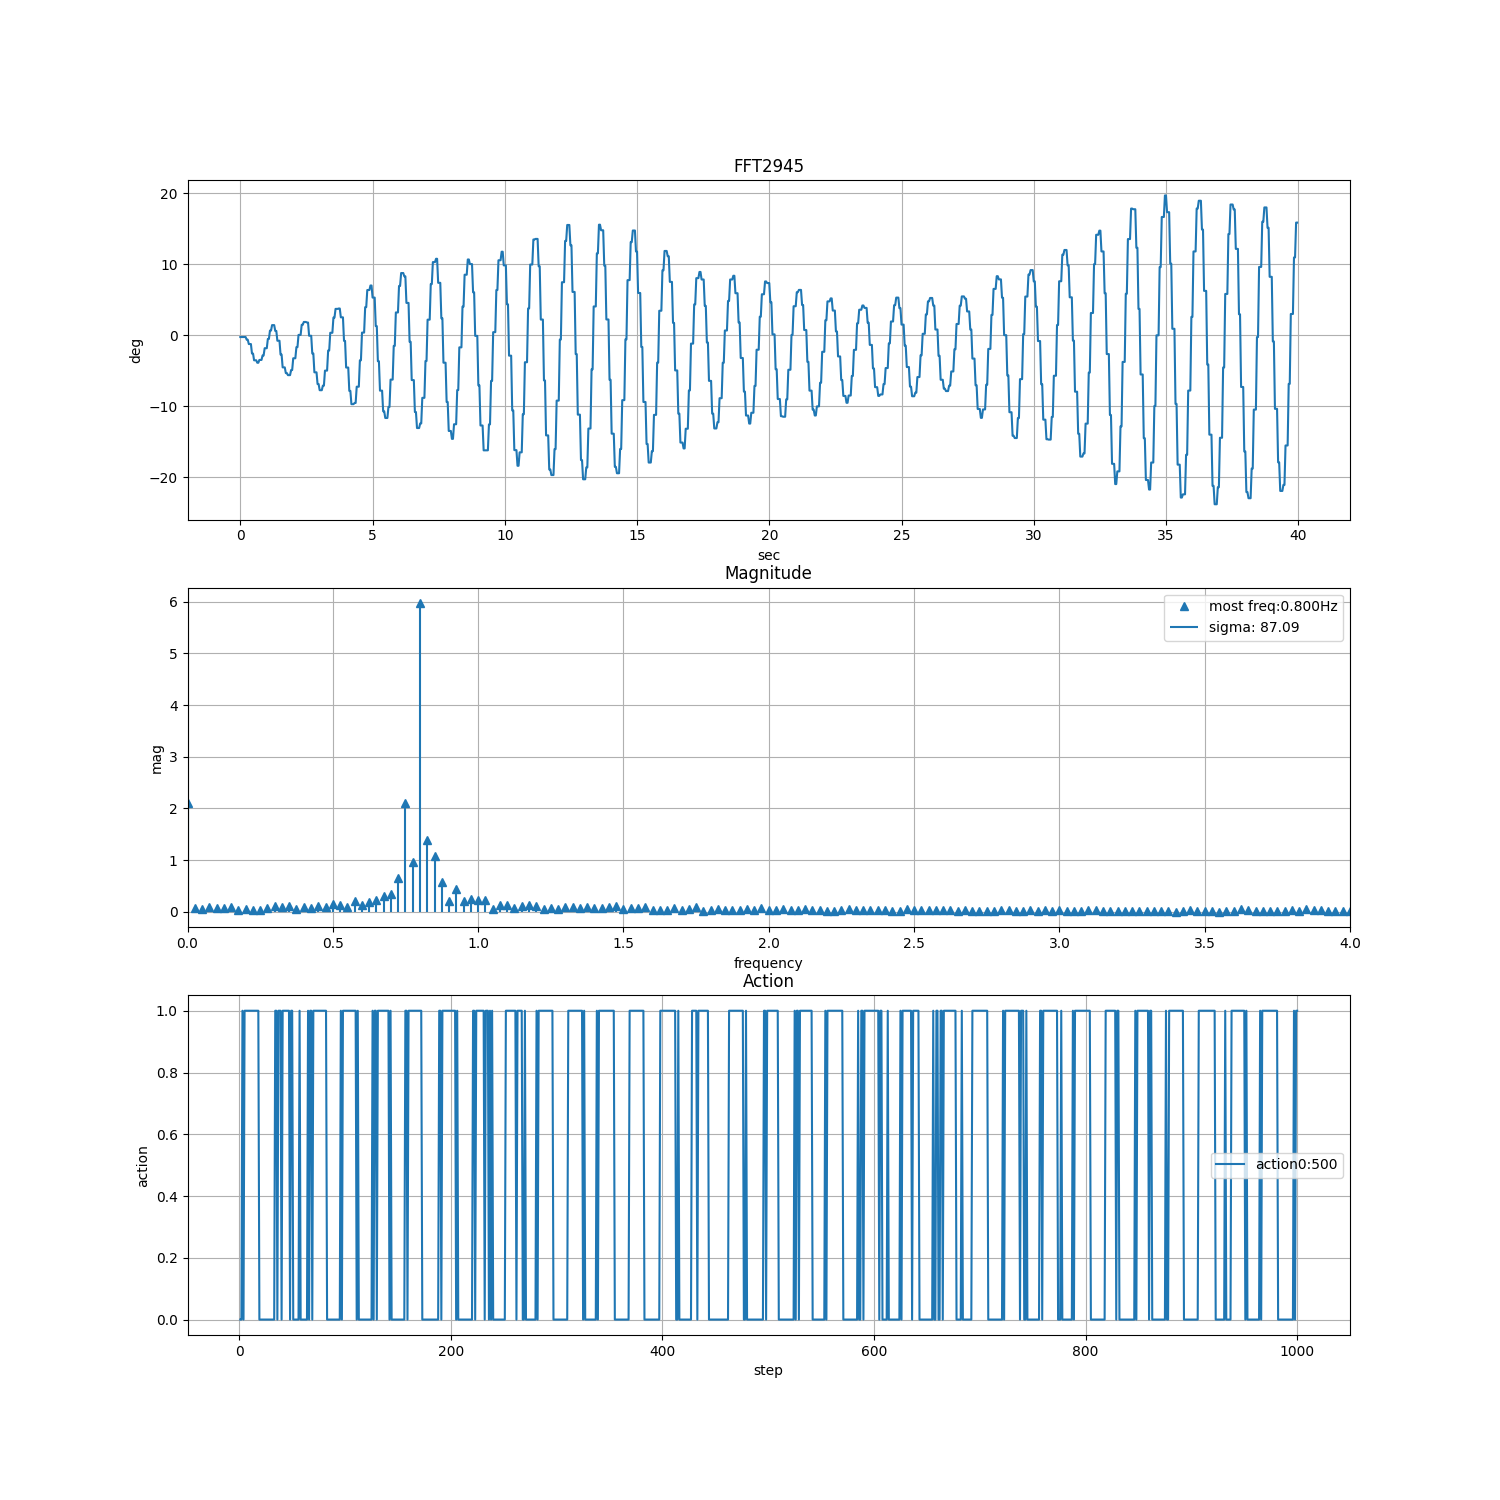 FFT2945
20
10
0
−10
−20
deg
0 5 10 15 20 25 30 35 40
sec
Magnitude
6
5
4
3
2
1
0
mag
most freq:0.800Hz
sigma: 87.09
0.0 0.5 1.0 1.5 2.0 2.5 3.0 3.5 4.0
frequency
Action
1.0
0.8
0.6
0.4
0.2
0.0
action
action0:500
0 200 400 600 800 1000
step